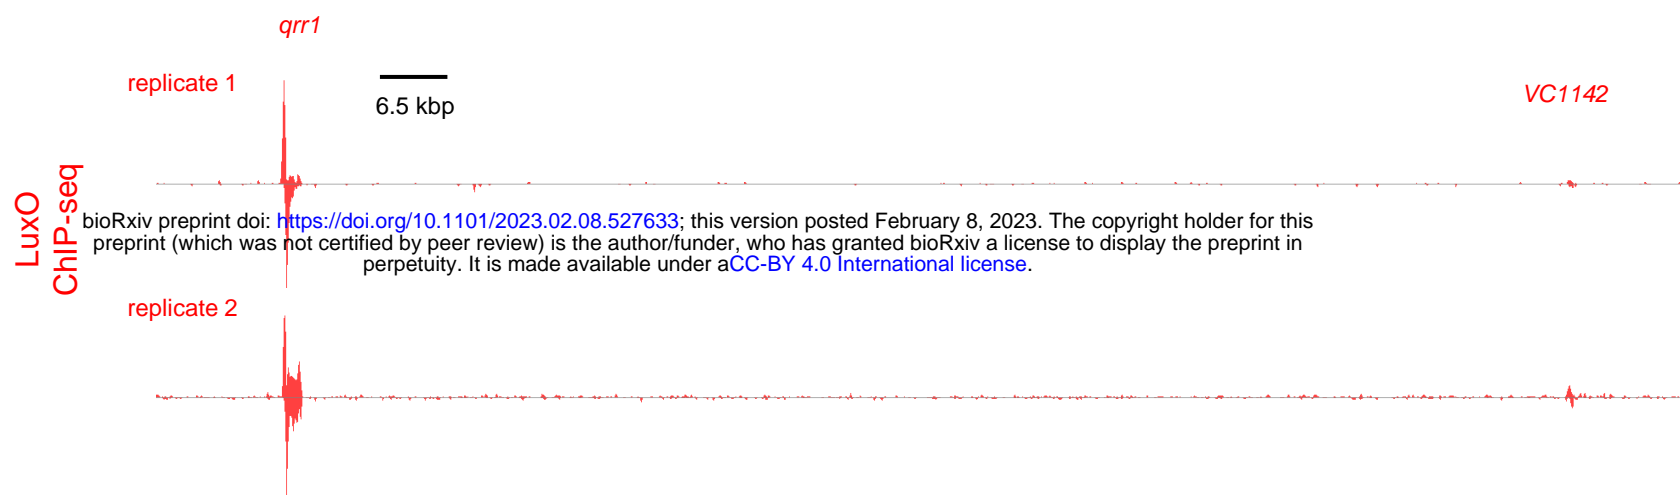 qrr1
replicate 1
6.5 kbp
VC1142
LuxO
ChIP-seq
bioRxiv preprint doi: https://doi.org/10.1101/2023.02.08.527633; this version posted February 8, 2023. The copyright holder for this
preprint (which was not certified by peer review) is the author/funder, who has granted bioRxiv a license to display the preprint in
perpetuity. It is made available under aCC-BY 4.0 International license.
replicate 2